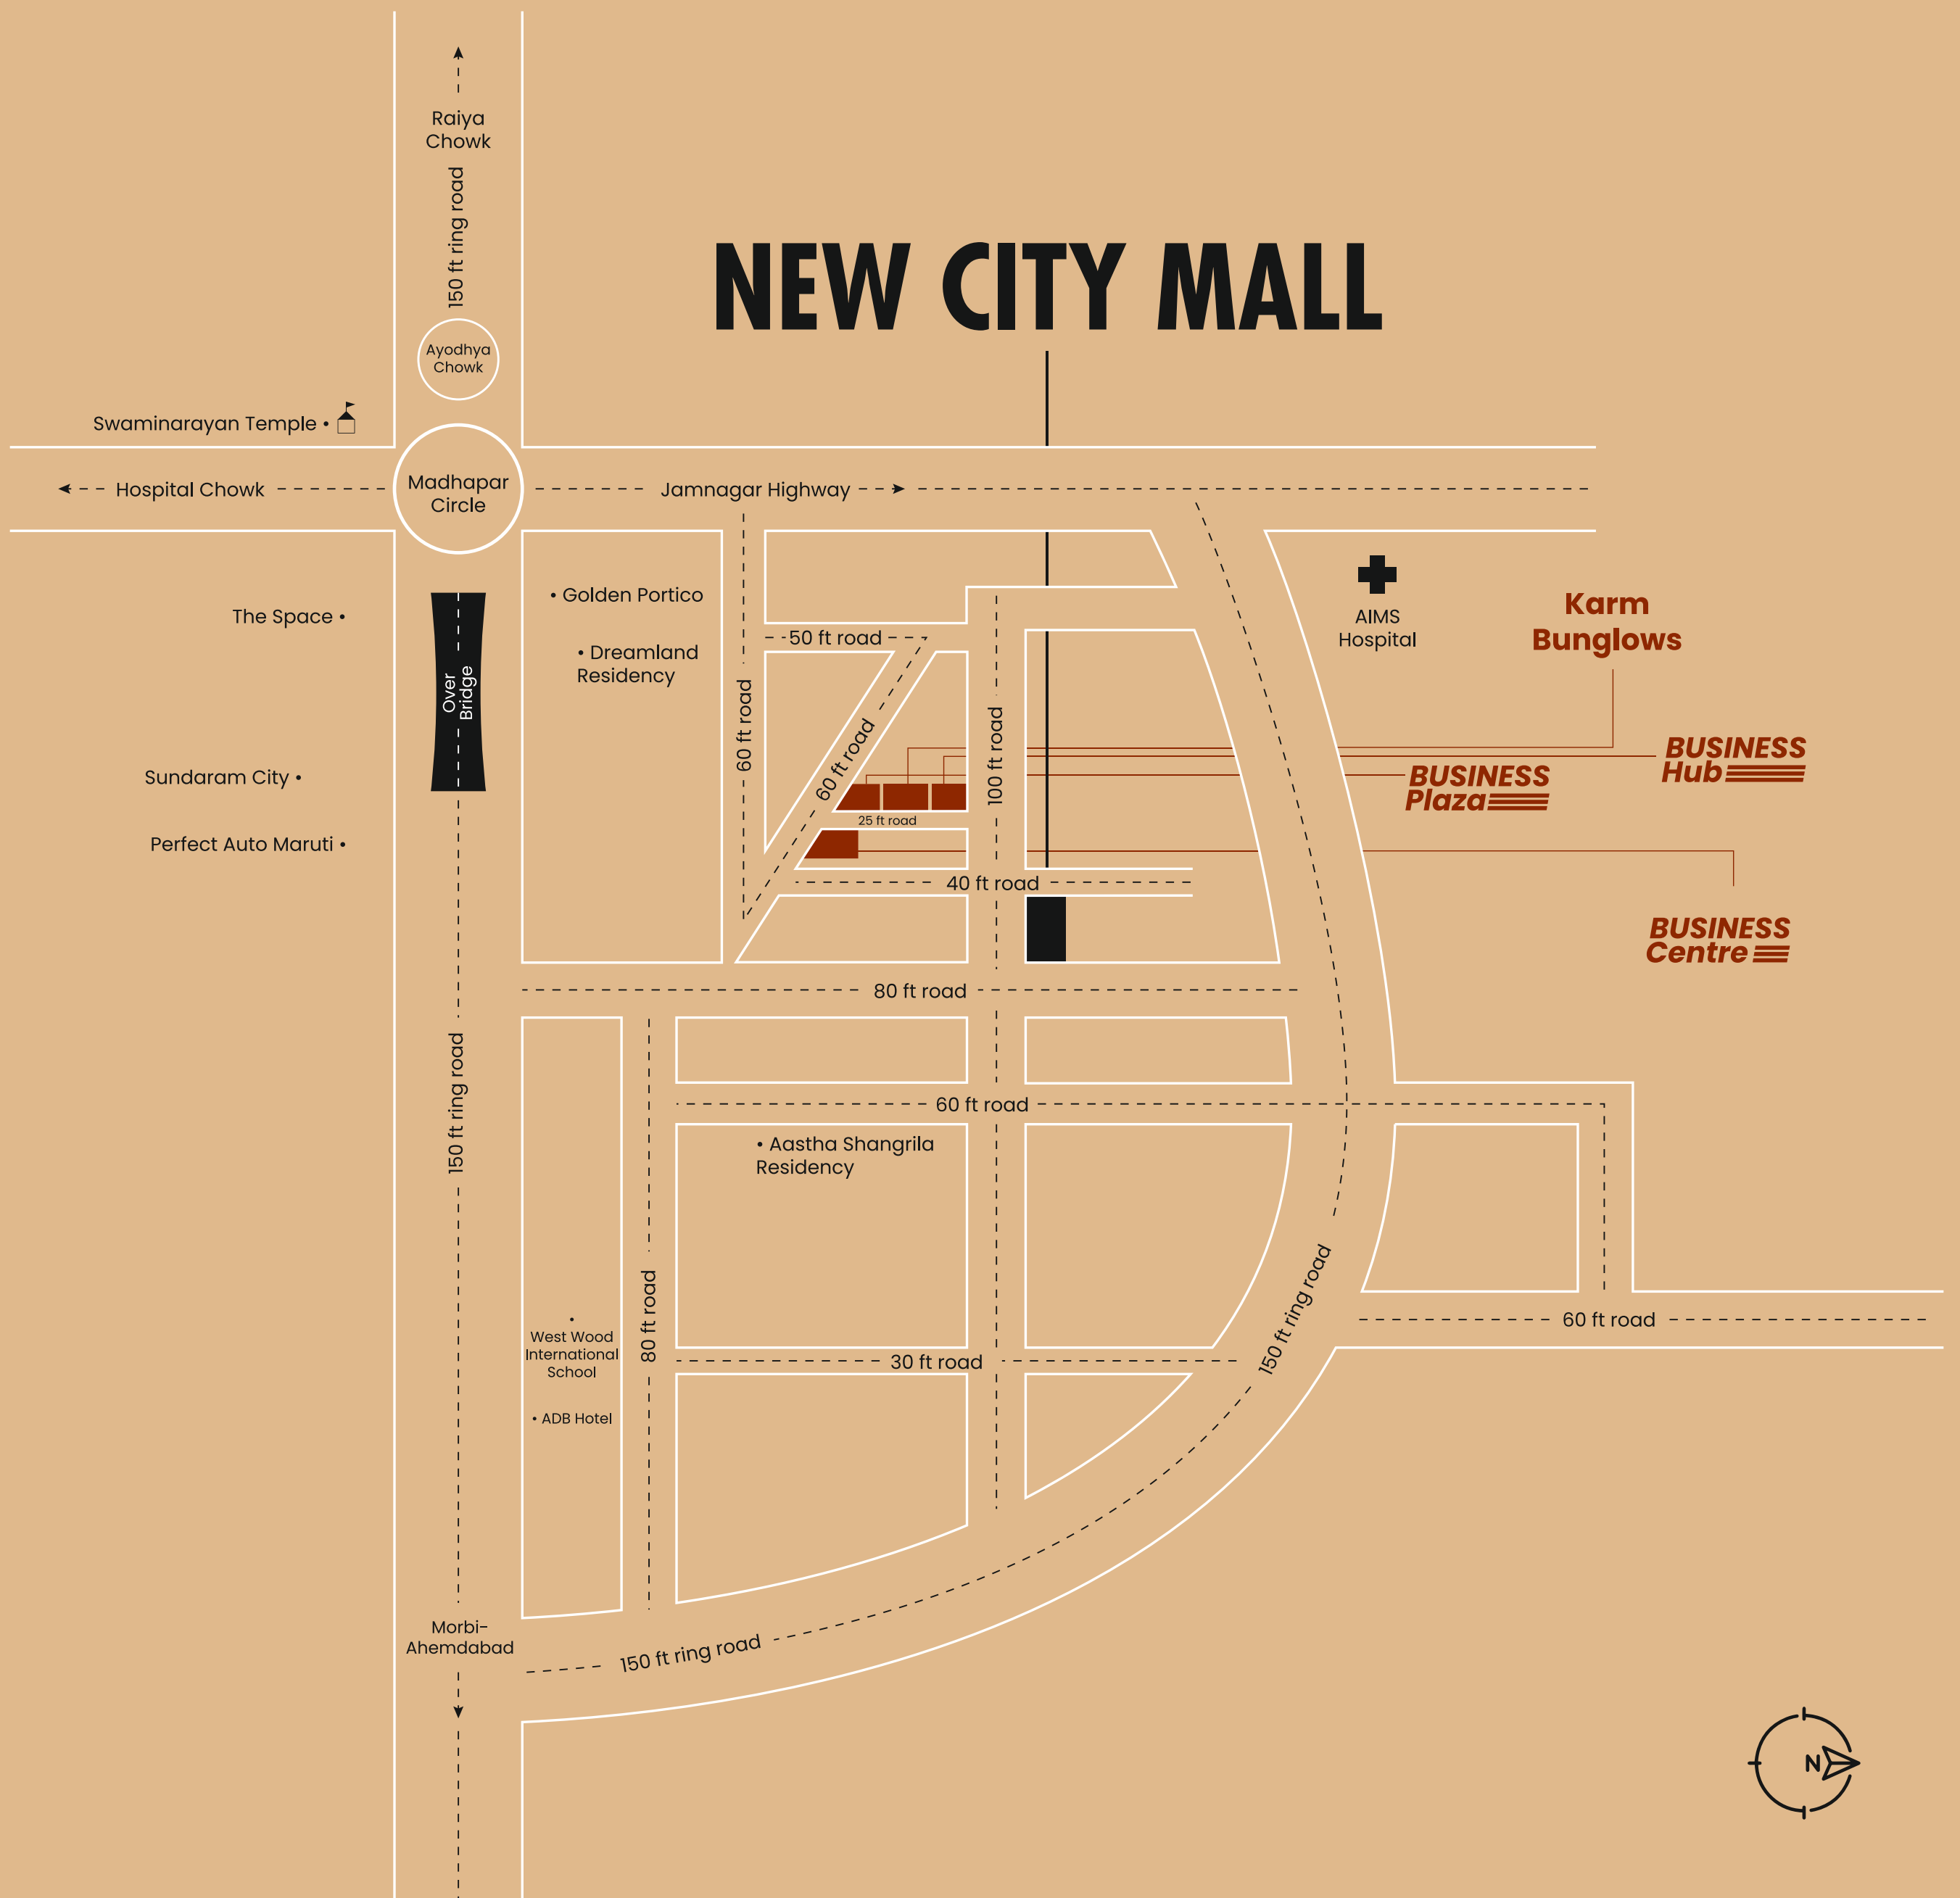 Raiya
Chowk
150 ft ring road
NEW CITY MALL
Ayodhya
Chowk
Swaminarayan Temple •
Hospital Chowk
Madhapar
Circle
Jamnagar Highway
• Golden Portico
The Space •
• Dreamland
Residency
50 ft road
AIMS
Hospital
Karm
Bunglows
Over
Bridge
60 ft road
60 ft road
100 ft road
BUSINESS
Hub
BUSINESS
Plaza
Sundaram City •
25 ft road
Perfect Auto Maruti •
40 ft road
BUSINESS
Centre
80 ft road
150 ft ring road
60 ft road
• Aastha Shangrila
Residency
80 ft road
• West Wood
International
School
30 ft road
150 ft ring road
60 ft road
• ADB Hotel
Morbi-
Ahemdabad
150 ft ring road
N